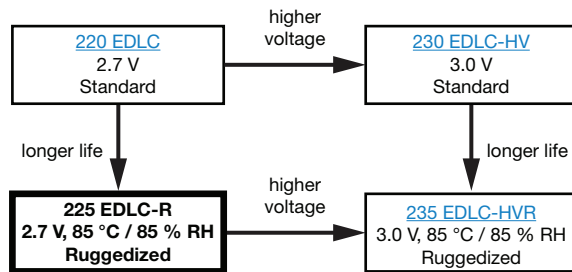 220 EDLC
2.7 V
Standard
higher
voltage
230 EDLC-HV
3.0 V
Standard
longer life
longer life
225 EDLC-R
2.7 V, 85 °C / 85 % RH
Ruggedized
higher
voltage
235 EDLC-HVR
3.0 V, 85 °C / 85 % RH
Ruggedized